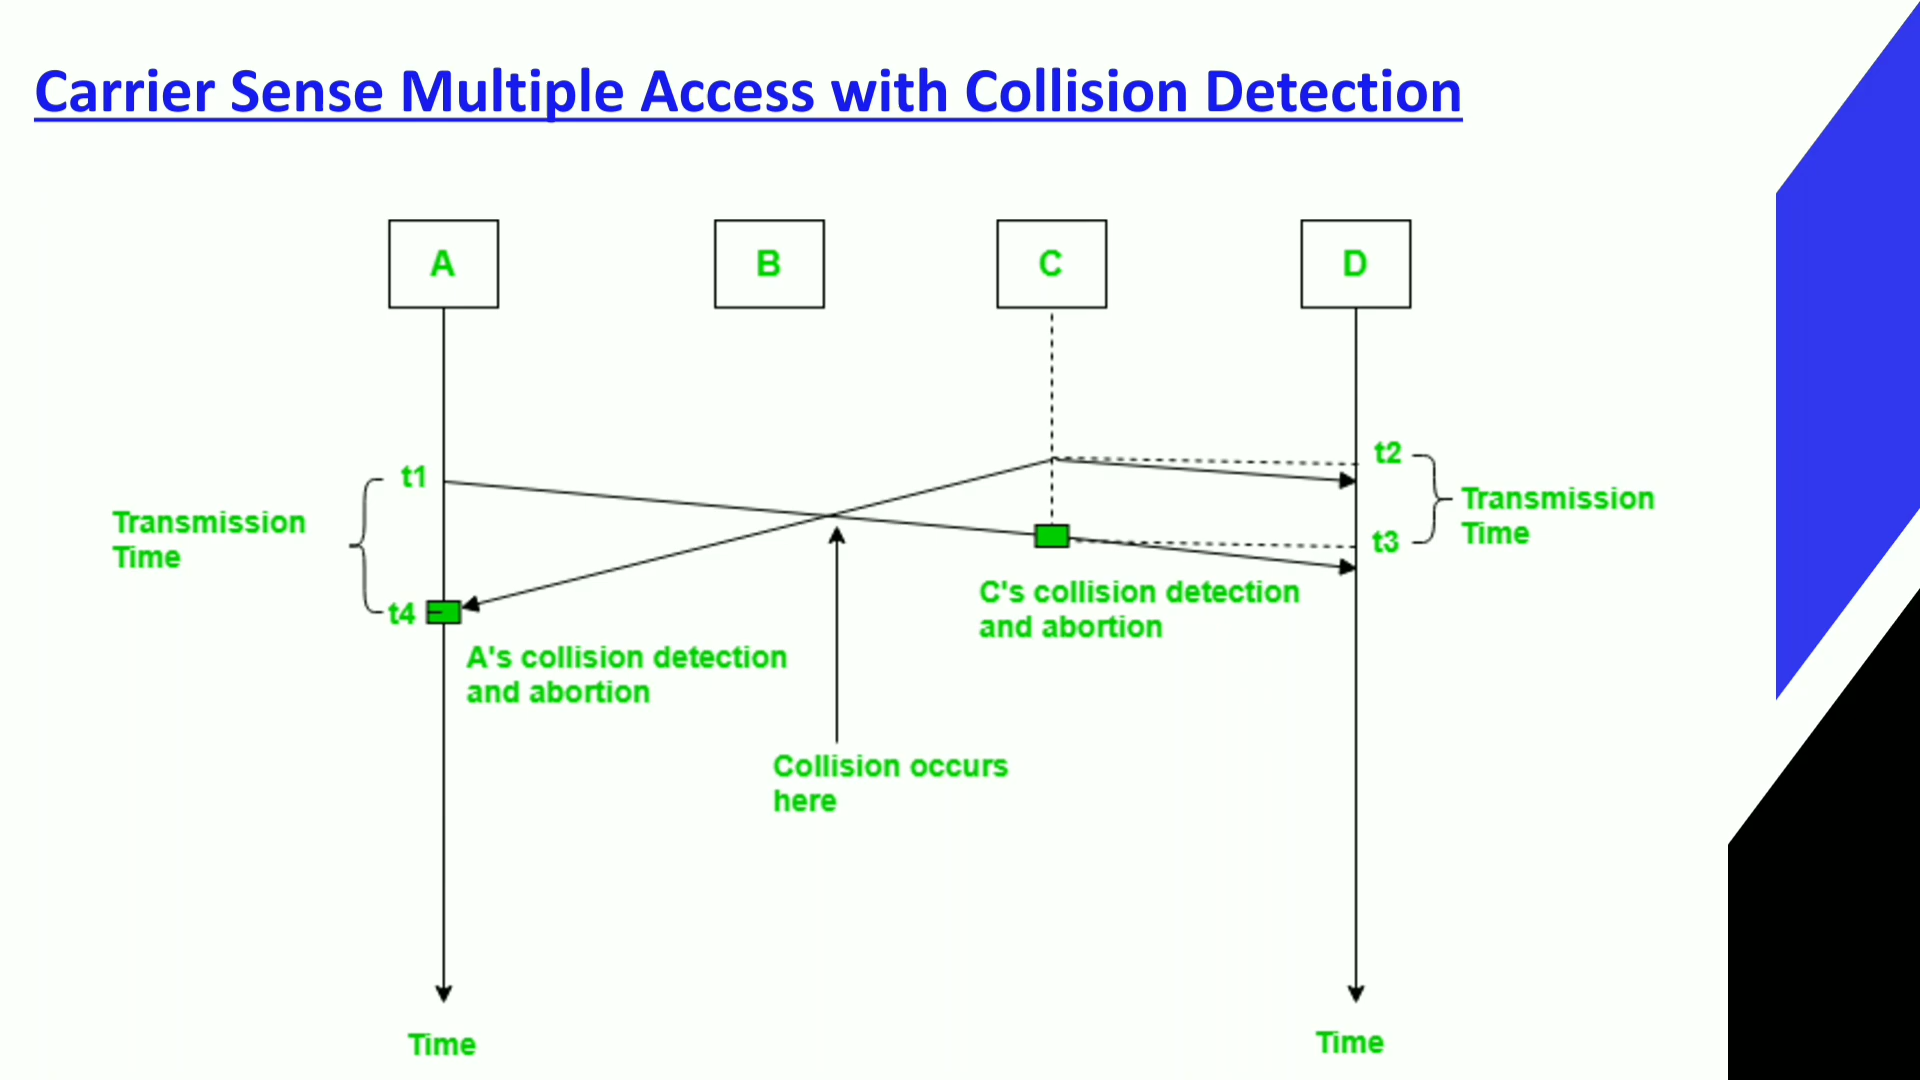 Carrier Sense Multiple Access with Collision Detection
A
B
C
D
t1
t2
Transmission
Time
Transmission
Time
t3
t4
C's collision detection
and abortion
A's collision detection
and abortion
Collision occurs
here
Time
Time